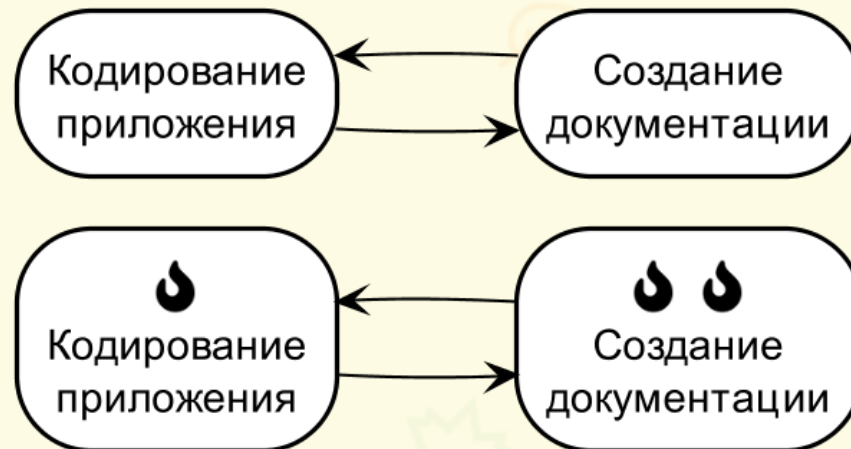 Кодирование
приложения
Создание
документации
Кодирование
приложения
Создание
документации